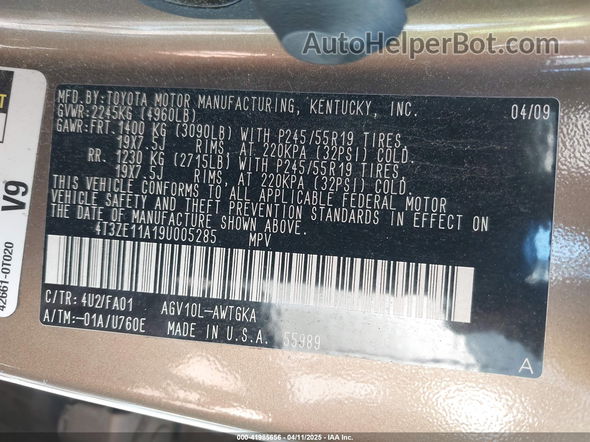 AutoHelperBot.com
MFD.BY:TOYOTA MOTOR MANUFACTURING, KENTUCKY, INC. 04/09
GVWR: 2245KG (4960LB)
GAWR: FRT. 1400 KG (3090LB) WITH P245/55R19 TIRES,
19X7.5J RIMS, AT 220KPA (32PSI) COLD.
RR. 1230 KG (2715LB) WITH P245/55R19 TIRES,
19X7.5J RIMS, AT 220KPA (32PSI) COLD.
THIS VEHICLE CONFORMS TO ALL APPLICABLE FEDERAL MOTOR
VEHICLE SAFETY AND THEFT PREVENTION STANDARDS IN EFFECT ON
THE DATE OF MANUFACTURE SHOWN ABOVE.
4T3ZE11A19U005285 MPV
C/TR: 4U2/FA01 AGV10L-AWTGKA
A/TM:-01A/U760E MADE IN U.S.A. 55989
A
V9
42661-0T020
000-41935656 - 04/11/2025 - IAA Inc.